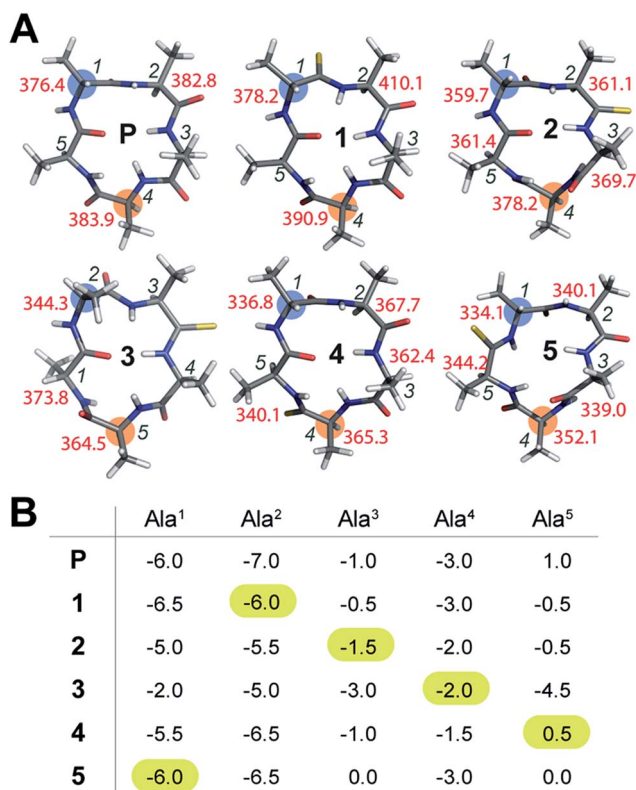 A
376.4 1 2 382.8
P
5 3
383.9 4
378.2 1 2 410.1
1
5 3
390.9 4
359.7 1 2 361.1
2
361.4 5 3 369.7
378.2 4
344.3 2 3
3
373.8 1 4
364.5 5
336.8 1 2 367.7
4 362.4
5 3
340.1 4 365.3
334.1 1 340.1 2
5
344.2 5 3 339.0
4 352.1
B
Ala¹ Ala² Ala³ Ala⁴ Ala⁵
P -6.0 -7.0 -1.0 -3.0 1.0
1 -6.5 -6.0 -0.5 -3.0 -0.5
2 -5.0 -5.5 -1.5 -2.0 -0.5
3 -2.0 -5.0 -3.0 -2.0 -4.5
4 -5.5 -6.5 -1.0 -1.5 0.5
5 -6.0 -6.5 0.0 -3.0 0.0